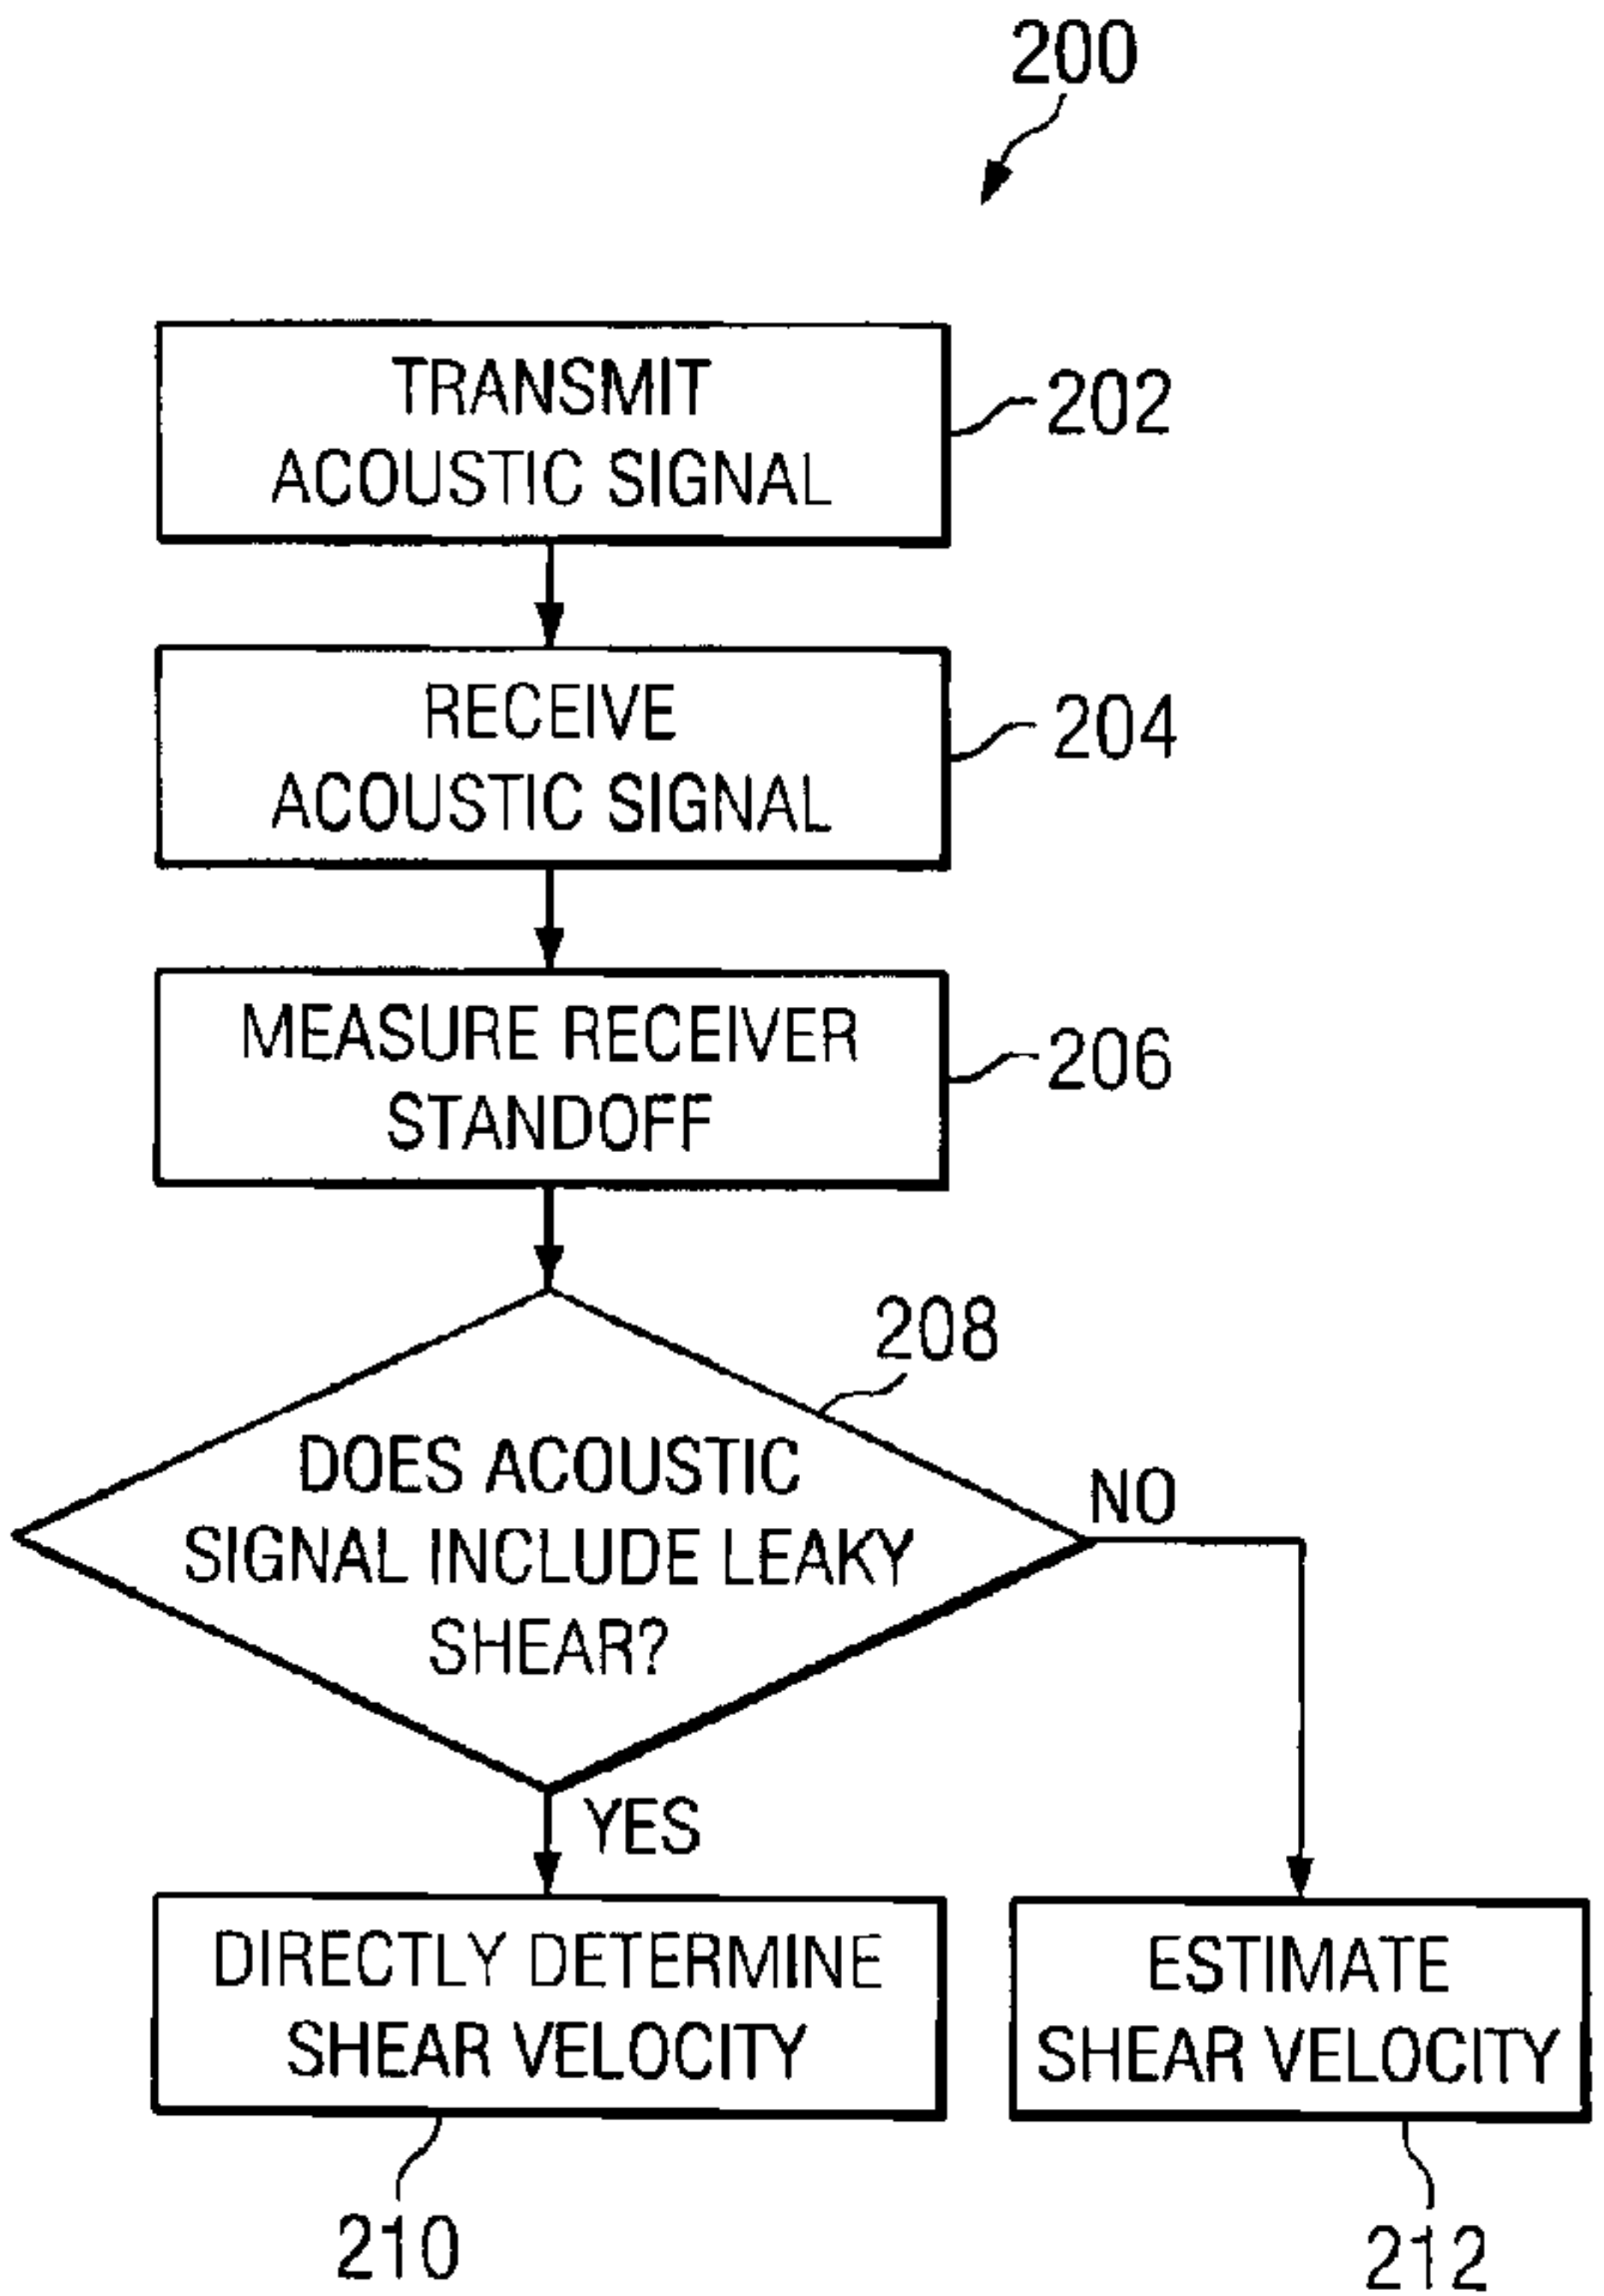 200
TRANSMIT
ACOUSTIC SIGNAL
202
RECEIVE
ACOUSTIC SIGNAL
204
MEASURE RECEIVER
STANDOFF
206
208
DOES ACOUSTIC
SIGNAL INCLUDE LEAKY
SHEAR?
NO
YES
DIRECTLY DETERMINE
SHEAR VELOCITY
ESTIMATE
SHEAR VELOCITY
210
212